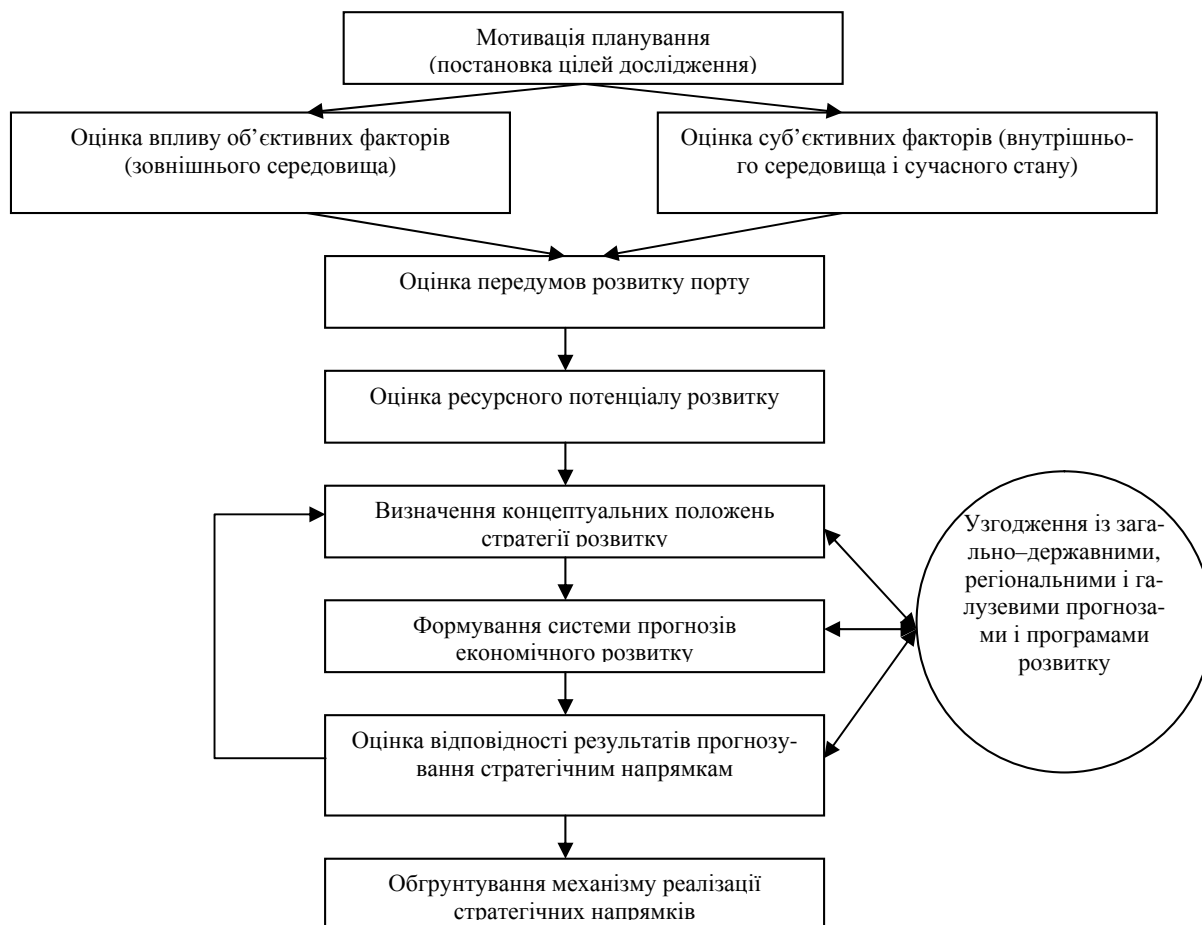 Мотивація планування
(постановка цілей дослідження)
Оцінка впливу об’єктивних факторів
(зовнішнього середовища)
Оцінка суб’єктивних факторів (внутрішньо-
го середовища і сучасного стану)
Оцінка передумов розвитку порту
Оцінка ресурсного потенціалу розвитку
Визначення концептуальних положень
стратегії розвитку
Узгодження із зага-
льно–державними,
регіональними і га-
лузевими прогноза-
ми і програмами
розвитку
Формування системи прогнозів
економічного розвитку
Оцінка відповідності результатів прогнозу-
вання стратегічним напрямкам
Обгрунтування механізму реалізації
стратегічних напрямків